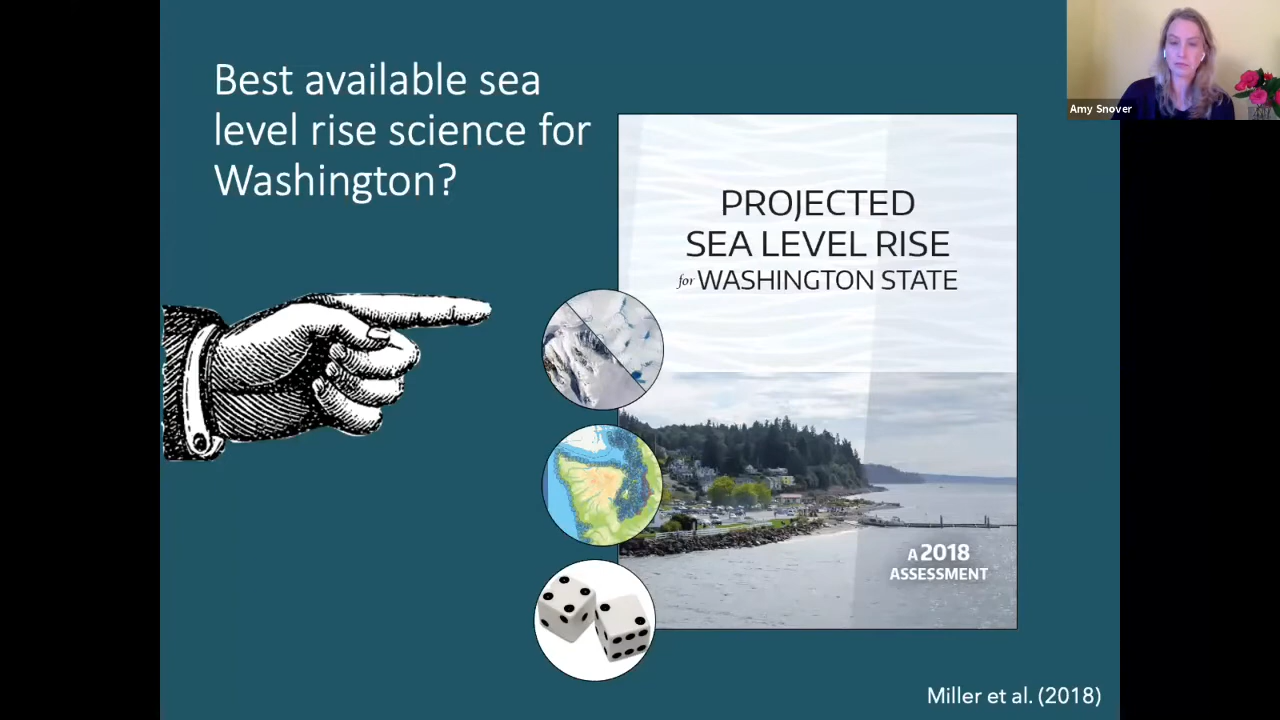 Best available sea
level rise science for
Washington?
PROJECTED
SEA LEVEL RISE
for WASHINGTON STATE
A 2018
ASSESSMENT
Miller et al. (2018)
Amy Snover